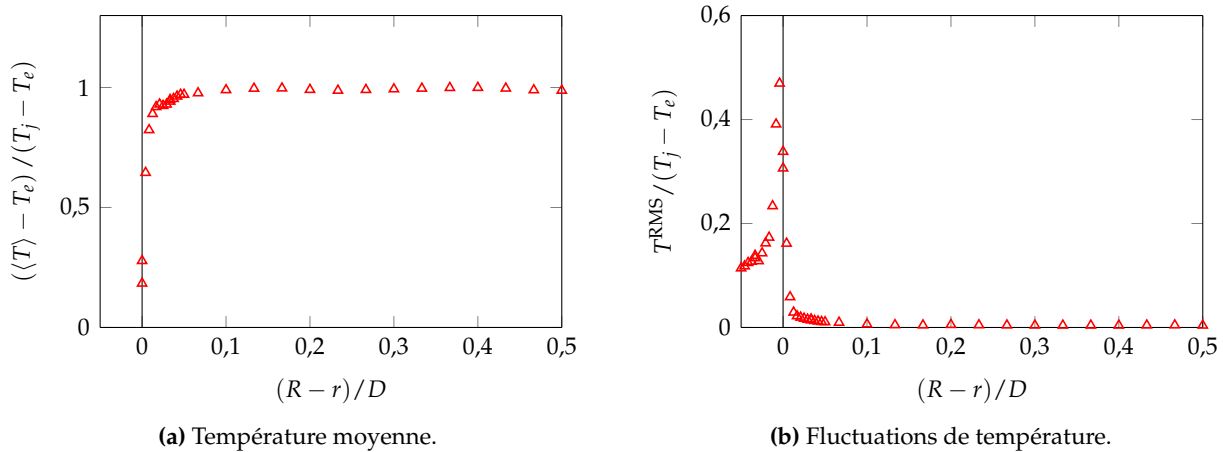 1
0,5
0
(⟨T⟩ − T_e) / (T_j − T_e)
0 0,1 0,2 0,3 0,4 0,5
(R − r)/D
(a) Température moyenne.
0,6
0,4
0,2
0
T^RMS / (T_j − T_e)
0 0,1 0,2 0,3 0,4 0,5
(R − r)/D
(b) Fluctuations de température.